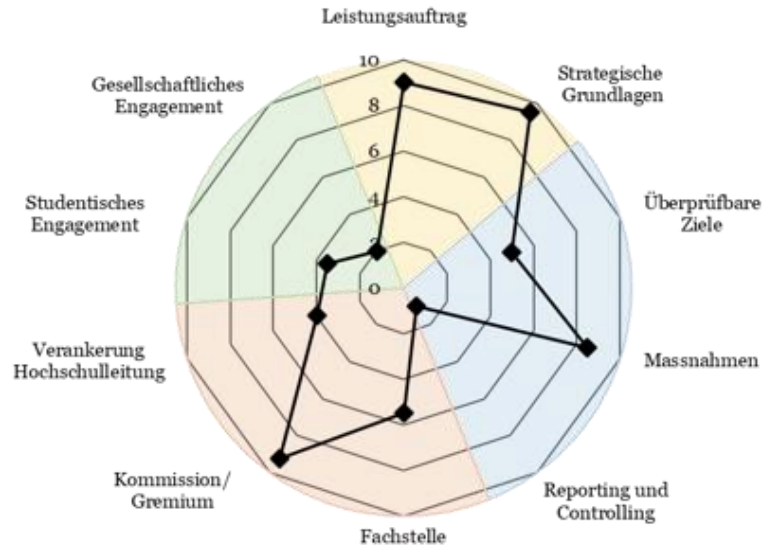 Leistungsauftrag
10
Strategische
Grundlagen
Gesellschaftliches
Engagement
8
6
Studentisches
Engagement
Überprüfbare
Ziele
4
2
0
Verankerung
Hochschulleitung
Massnahmen
Kommission/
Gremium
Reporting und
Controlling
Fachstelle